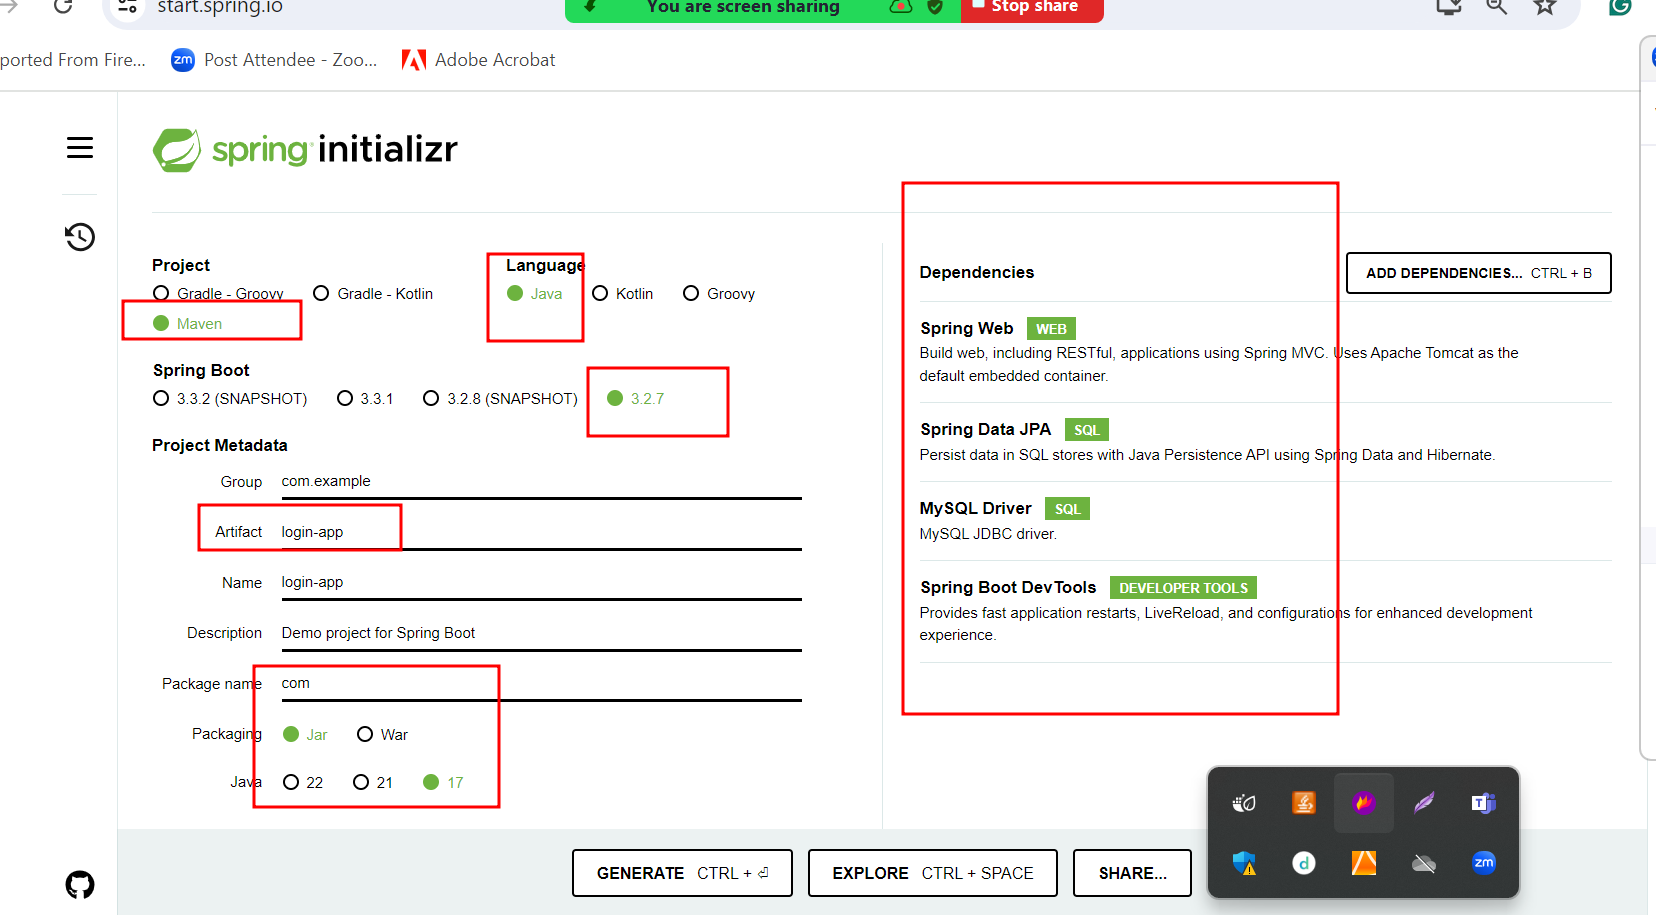 start.spring.io
You are screen sharing
Stop share
ported From Fire...
zm
Post Attendee - Zoo...
Adobe Acrobat
spring initializr
Project
Gradle - Groovy
Gradle - Kotlin
Maven
Language
Java
Kotlin
Groovy
Spring Boot
3.3.2 (SNAPSHOT)
3.3.1
3.2.8 (SNAPSHOT)
3.2.7
Project Metadata
Group com.example
Artifact login-app
Name login-app
Description Demo project for Spring Boot
Package name com
Packaging Jar War
Java 22 21 17
Dependencies
ADD DEPENDENCIES... CTRL + B
Spring Web WEB
Build web, including RESTful, applications using Spring MVC. Uses Apache Tomcat as the
default embedded container.
Spring Data JPA SQL
Persist data in SQL stores with Java Persistence API using Spring Data and Hibernate.
MySQL Driver SQL
MySQL JDBC driver.
Spring Boot DevTools DEVELOPER TOOLS
Provides fast application restarts, LiveReload, and configurations for enhanced development
experience.
GENERATE CTRL + ⏎
EXPLORE CTRL + SPACE
SHARE...
zm